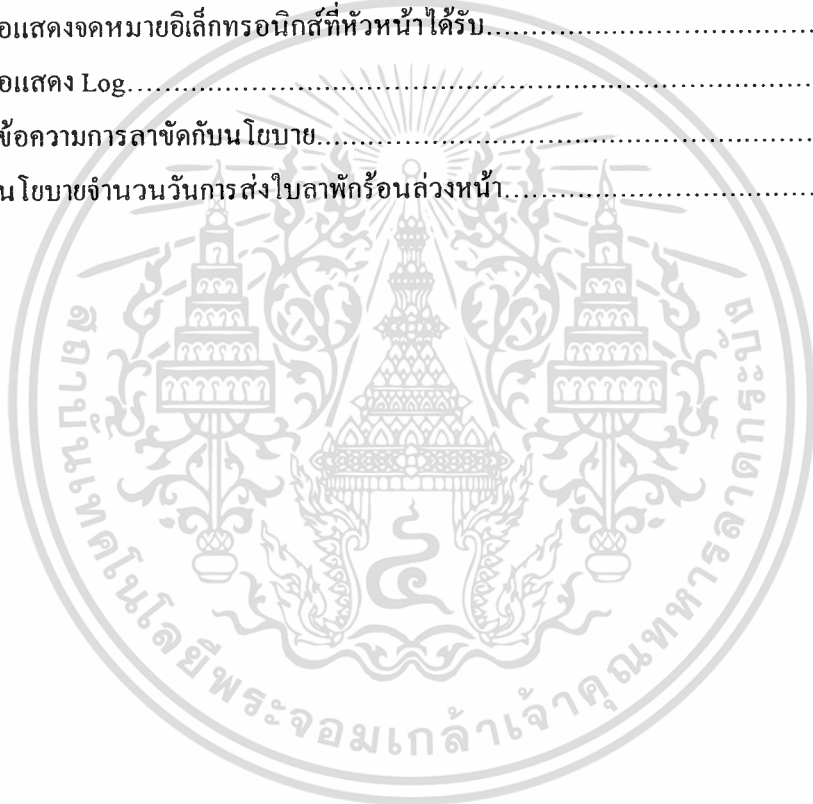 อแสดงจดหมายอิเล็กทรอนิกส์ที่หัวหน้าได้รับ
อแสดง Log
ข้อความการลาขัดกับนโยบาย
นโยบายจำนวนวันการส่งใบลาพักร้อนล่วงหน้า
สถาบันเทคโนโลยีพระจอมเกล้าเจ้าคุณทหารลาดกระบัง